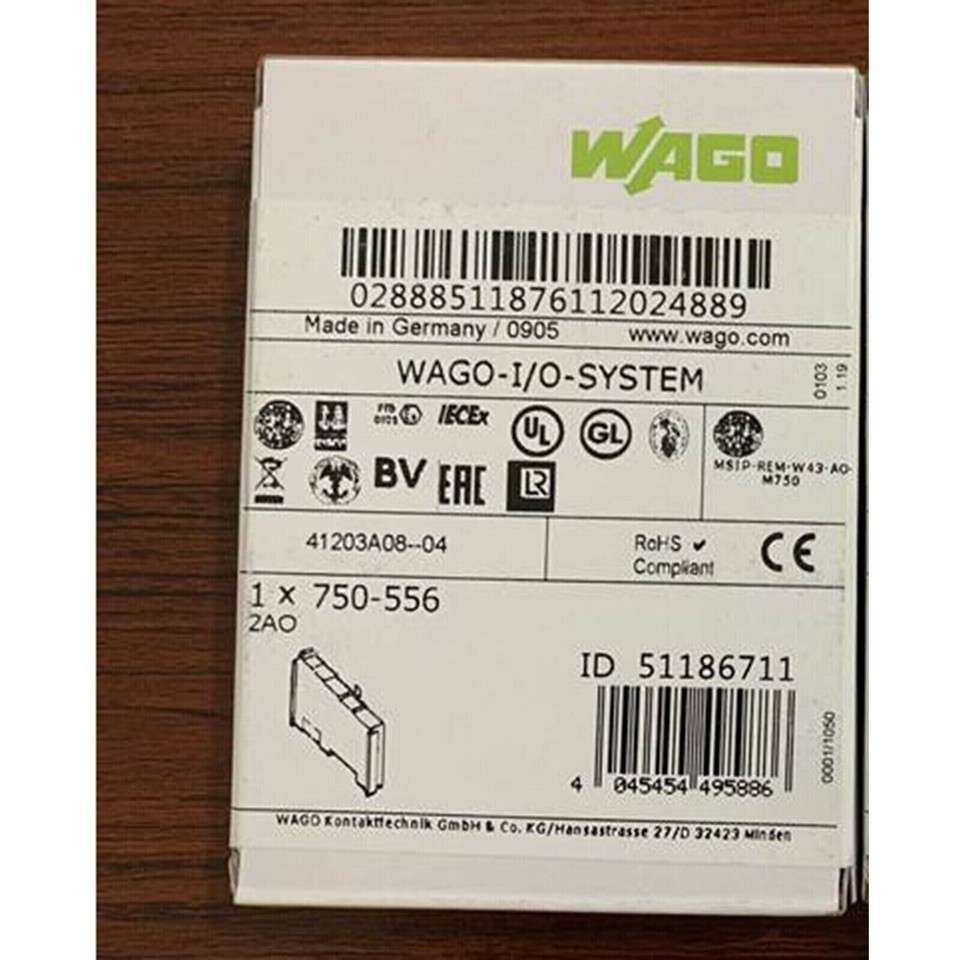 WAGO
02888511876112024889
Made in Germany / 0905 www.wago.com
WAGO-I/O-SYSTEM
0103
1.19
IECEx
UL
GL
MSIP-REM-W43-AO-
M750
BV
EAC
LR
41203A08--04
RoHS ✔
Compliant
CE
1 x 750-556
2AO
ID 51186711
4 045454 495886
0001/1050
WAGO Kontakttechnik GmbH & Co. KG/Hansastrasse 27/D 32423 Minden